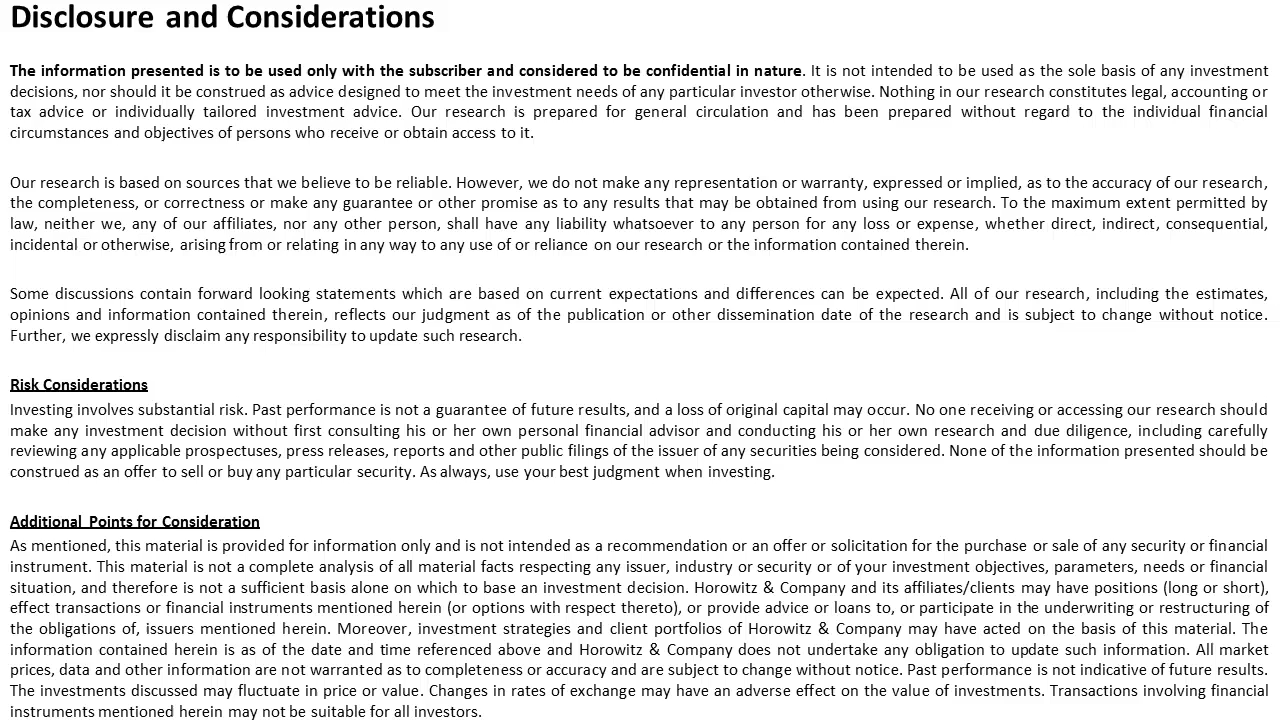 Disclosure and Considerations
The information presented is to be used only with the subscriber and considered to be confidential in nature. It is not intended to be used as the sole basis of any investment
decisions, nor should it be construed as advice designed to meet the investment needs of any particular investor otherwise. Nothing in our research constitutes legal, accounting or
tax advice or individually tailored investment advice. Our research is prepared for general circulation and has been prepared without regard to the individual financial
circumstances and objectives of persons who receive or obtain access to it.
Our research is based on sources that we believe to be reliable. However, we do not make any representation or warranty, expressed or implied, as to the accuracy of our research,
the completeness, or correctness or make any guarantee or other promise as to any results that may be obtained from using our research. To the maximum extent permitted by
law, neither we, any of our affiliates, nor any other person, shall have any liability whatsoever to any person for any loss or expense, whether direct, indirect, consequential,
incidental or otherwise, arising from or relating in any way to any use of or reliance on our research or the information contained therein.
Some discussions contain forward looking statements which are based on current expectations and differences can be expected. All of our research, including the estimates,
opinions and information contained therein, reflects our judgment as of the publication or other dissemination date of the research and is subject to change without notice.
Further, we expressly disclaim any responsibility to update such research.
Risk Considerations
Investing involves substantial risk. Past performance is not a guarantee of future results, and a loss of original capital may occur. No one receiving or accessing our research should
make any investment decision without first consulting his or her own personal financial advisor and conducting his or her own research and due diligence, including carefully
reviewing any applicable prospectuses, press releases, reports and other public filings of the issuer of any securities being considered. None of the information presented should be
construed as an offer to sell or buy any particular security. As always, use your best judgment when investing.
Additional Points for Consideration
As mentioned, this material is provided for information only and is not intended as a recommendation or an offer or solicitation for the purchase or sale of any security or financial
instrument. This material is not a complete analysis of all material facts respecting any issuer, industry or security or of your investment objectives, parameters, needs or financial
situation, and therefore is not a sufficient basis alone on which to base an investment decision. Horowitz & Company and its affiliates/clients may have positions (long or short),
effect transactions or financial instruments mentioned herein (or options with respect thereto), or provide advice or loans to, or participate in the underwriting or restructuring of
the obligations of, issuers mentioned herein. Moreover, investment strategies and client portfolios of Horowitz & Company may have acted on the basis of this material. The
information contained herein is as of the date and time referenced above and Horowitz & Company does not undertake any obligation to update such information. All market
prices, data and other information are not warranted as to completeness or accuracy and are subject to change without notice. Past performance is not indicative of future results.
The investments discussed may fluctuate in price or value. Changes in rates of exchange may have an adverse effect on the value of investments. Transactions involving financial
instruments mentioned herein may not be suitable for all investors.